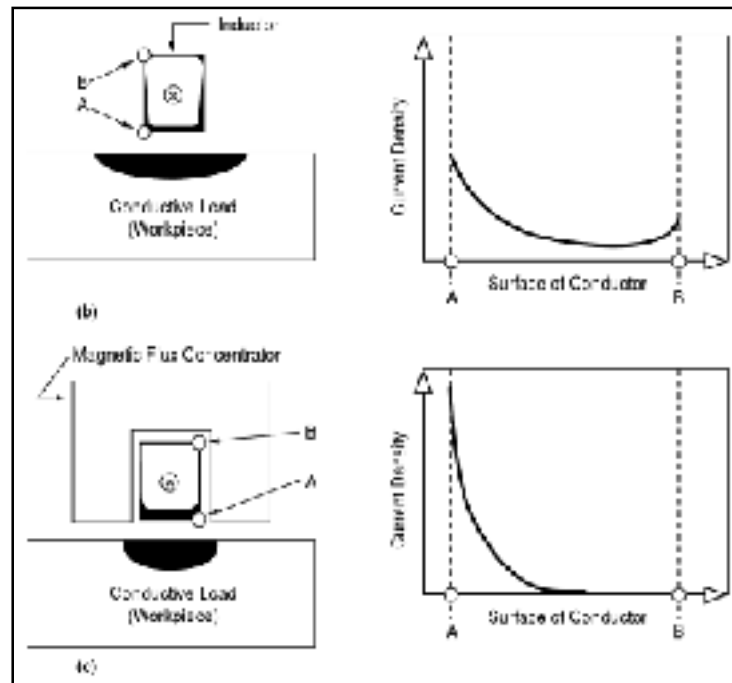 Inductor
B
A
Conductive Load
(Workpiece)
(b)
Current Density
Surface of Conductor
A
B
Magnetic Flux Concentrator
B
A
Conductive Load
(Workpiece)
(c)
Current Density
Surface of Conductor
A
B